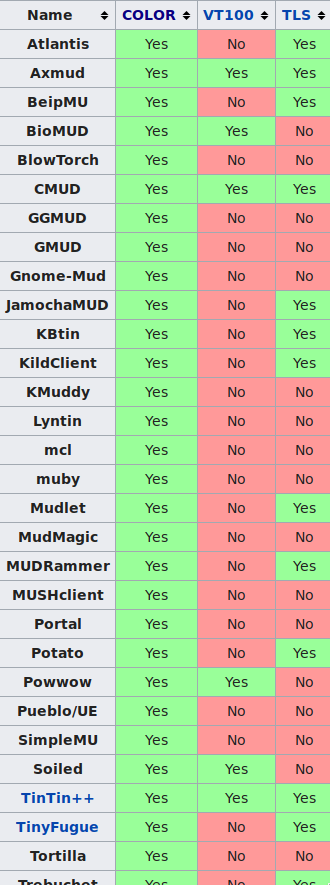 Name COLOR VT100 TLS
Atlantis Yes No Yes
Axmud Yes Yes Yes
BeipMU Yes No Yes
BioMUD Yes Yes No
BlowTorch Yes No No
CMUD Yes Yes Yes
GGMUD Yes No No
GMUD Yes No No
Gnome-Mud Yes No No
JamochaMUD Yes No Yes
KBtin Yes No Yes
KildClient Yes No Yes
KMuddy Yes No No
Lyntin Yes No No
mcl Yes No No
muby Yes No No
Mudlet Yes No Yes
MudMagic Yes No No
MUDRammer Yes No Yes
MUSHclient Yes No No
Portal Yes No No
Potato Yes No Yes
Powwow Yes Yes No
Pueblo/UE Yes No No
SimpleMU Yes No No
Soiled Yes Yes No
TinTin++ Yes Yes Yes
TinyFugue Yes No Yes
Tortilla Yes No No
Trebuchet Yes No Yes